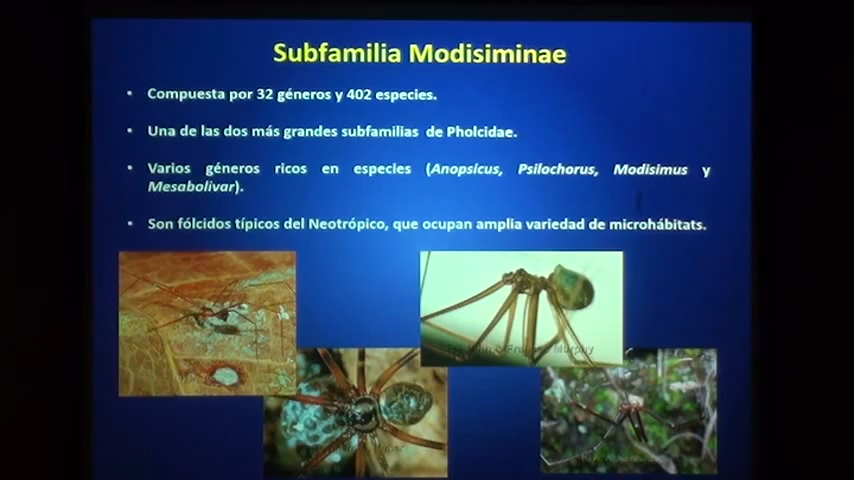 Subfamilia Modisiminae
• Compuesta por 32 géneros y 402 especies.
• Una de las dos más grandes subfamilias de Pholcidae.
• Varios géneros ricos en especies (Anopsicus, Psilochorus, Modisimus y
Mesabolivar).
• Son fólcidos típicos del Neotrópico, que ocupan amplia variedad de microhábitats.
Murphy